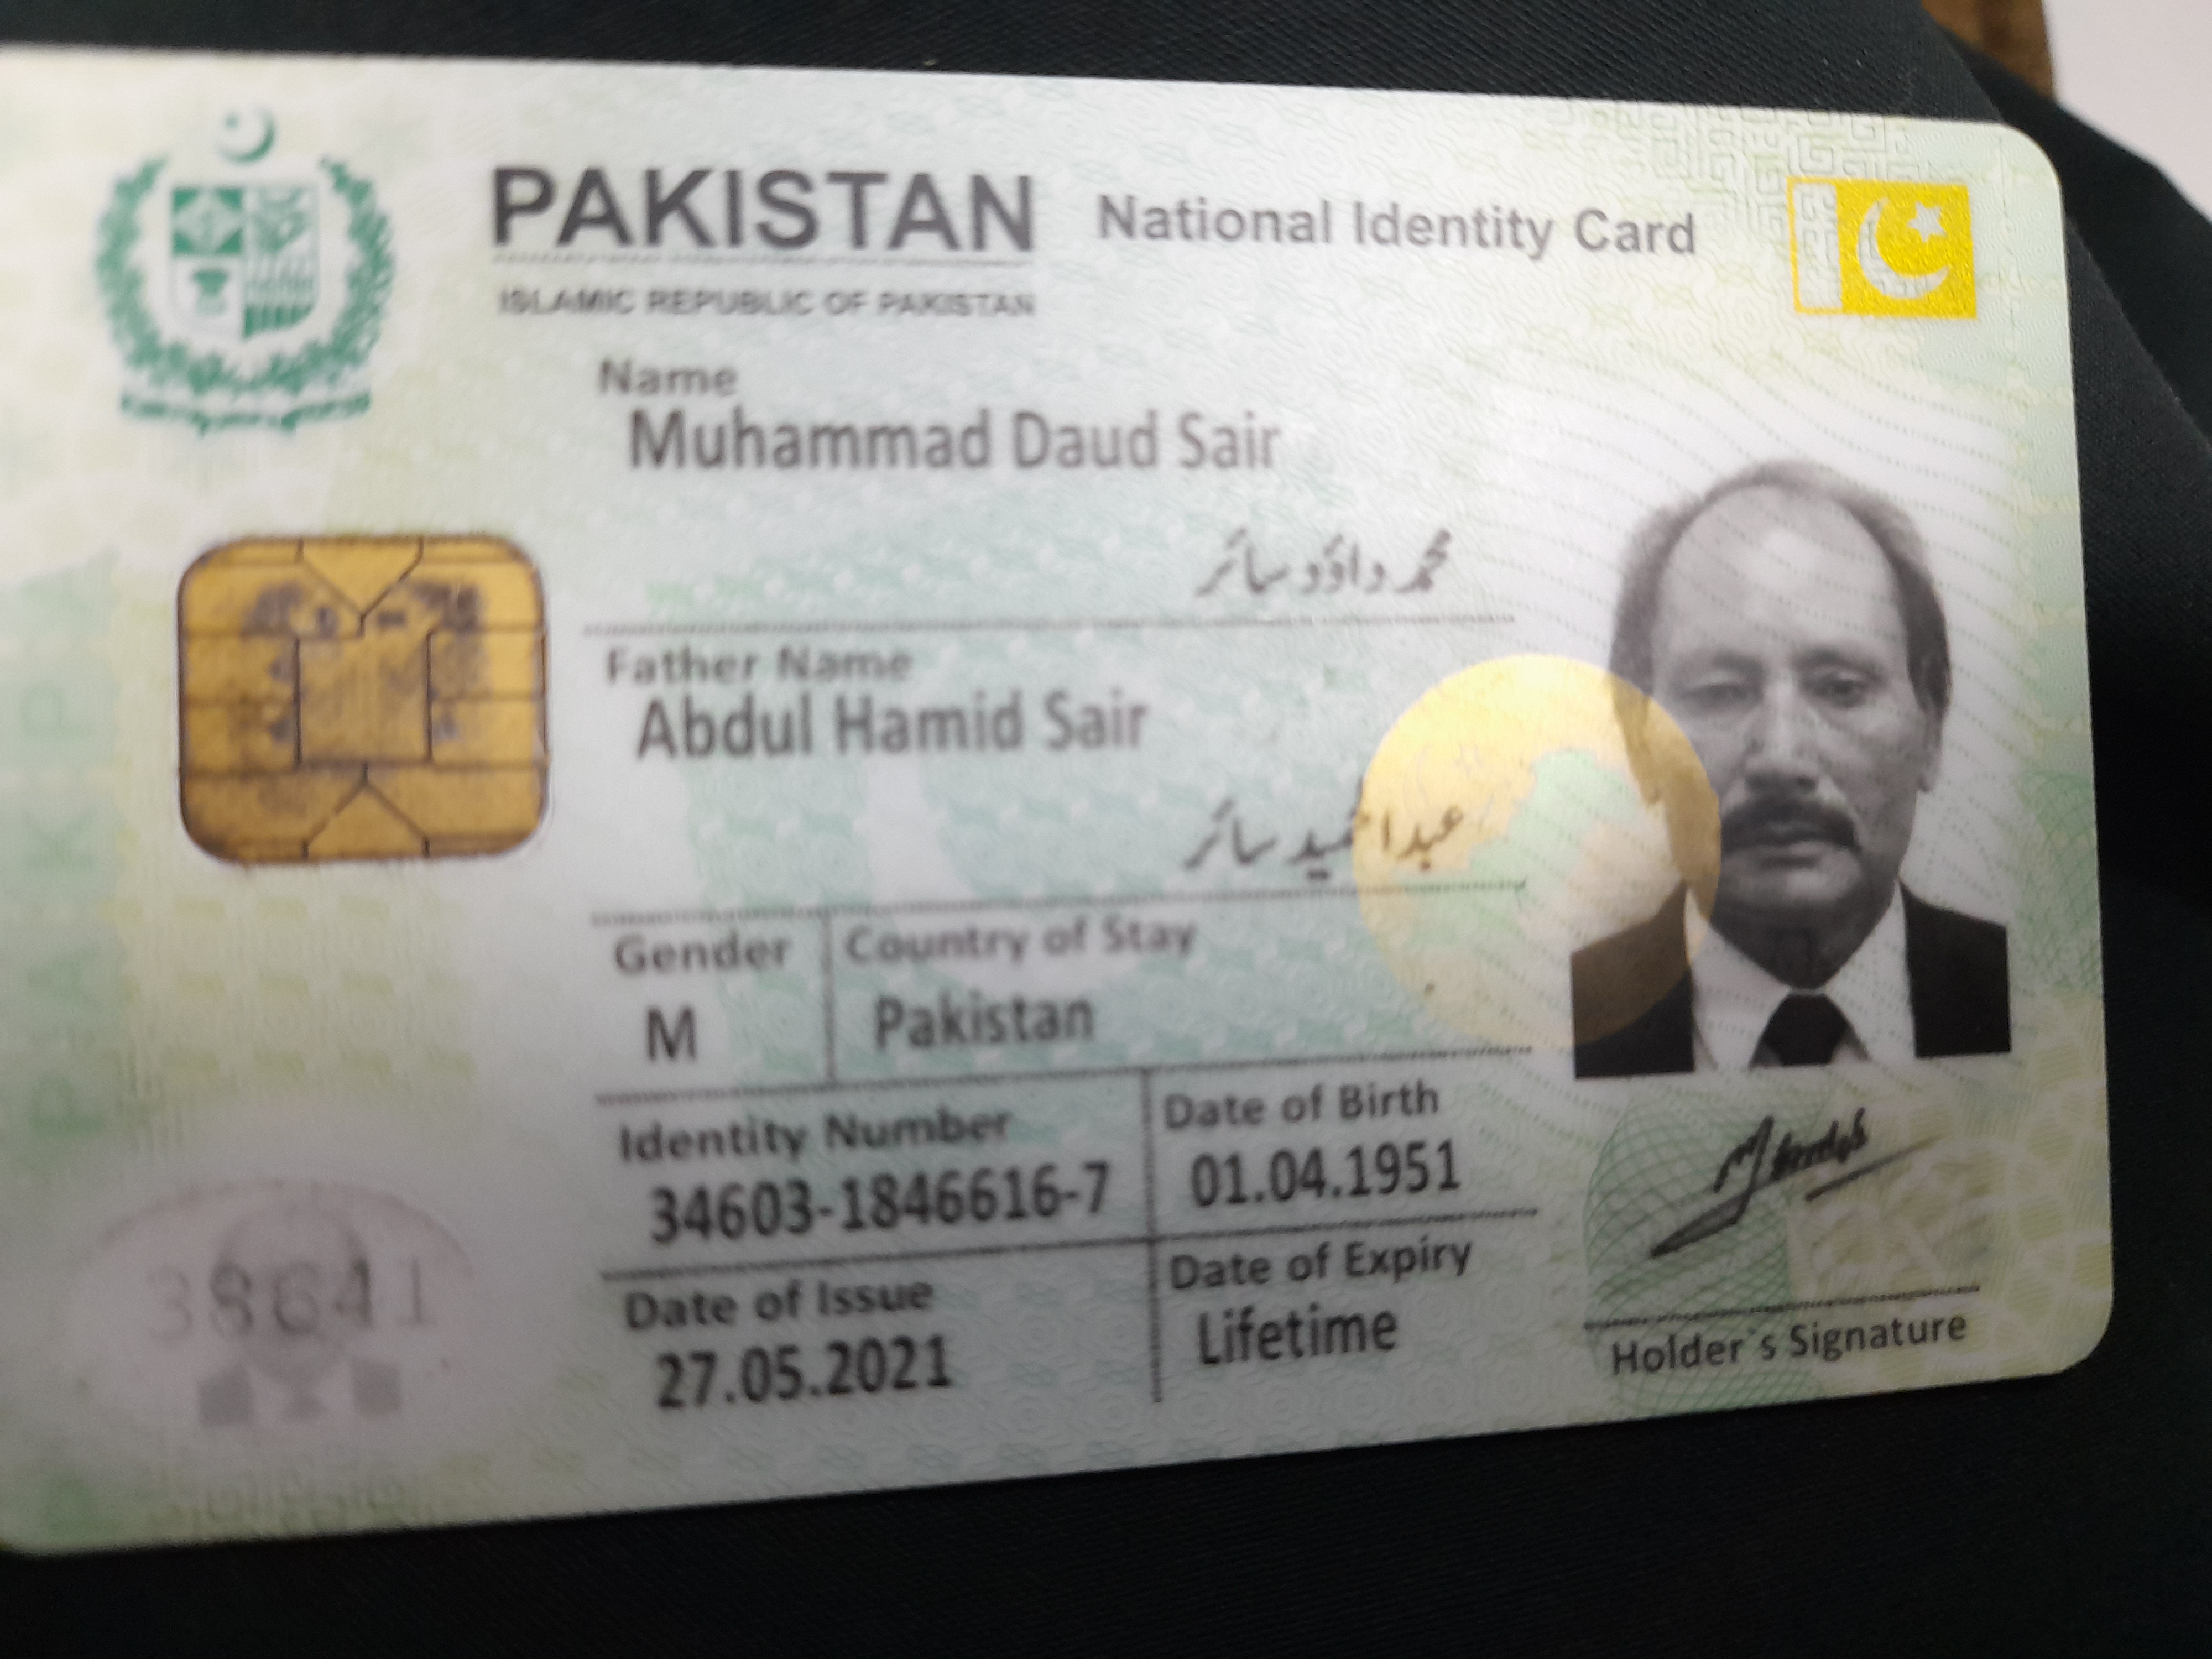 PAKISTAN National Identity Card
ISLAMIC REPUBLIC OF PAKISTAN
Name
Muhammad Daud Sair
محمد داؤد سائر
Father Name
Abdul Hamid Sair
عبدالحمید سائر
Gender Country of Stay
M Pakistan
Identity Number Date of Birth
34603-1846616-7 01.04.1951
Date of Issue Date of Expiry
27.05.2021 Lifetime
Holder's Signature
PAKPA